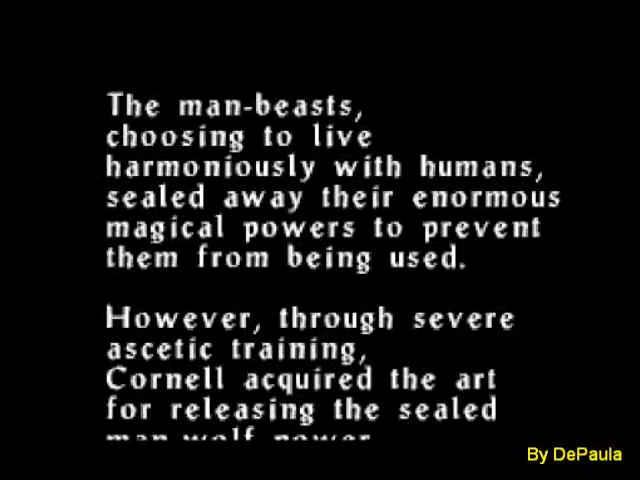 The man-beasts,
choosing to live
harmoniously with humans,
sealed away their enormous
magical powers to prevent
them from being used.
However, through severe
ascetic training,
Cornell acquired the art
for releasing the sealed
man-wolf power
By DePaula